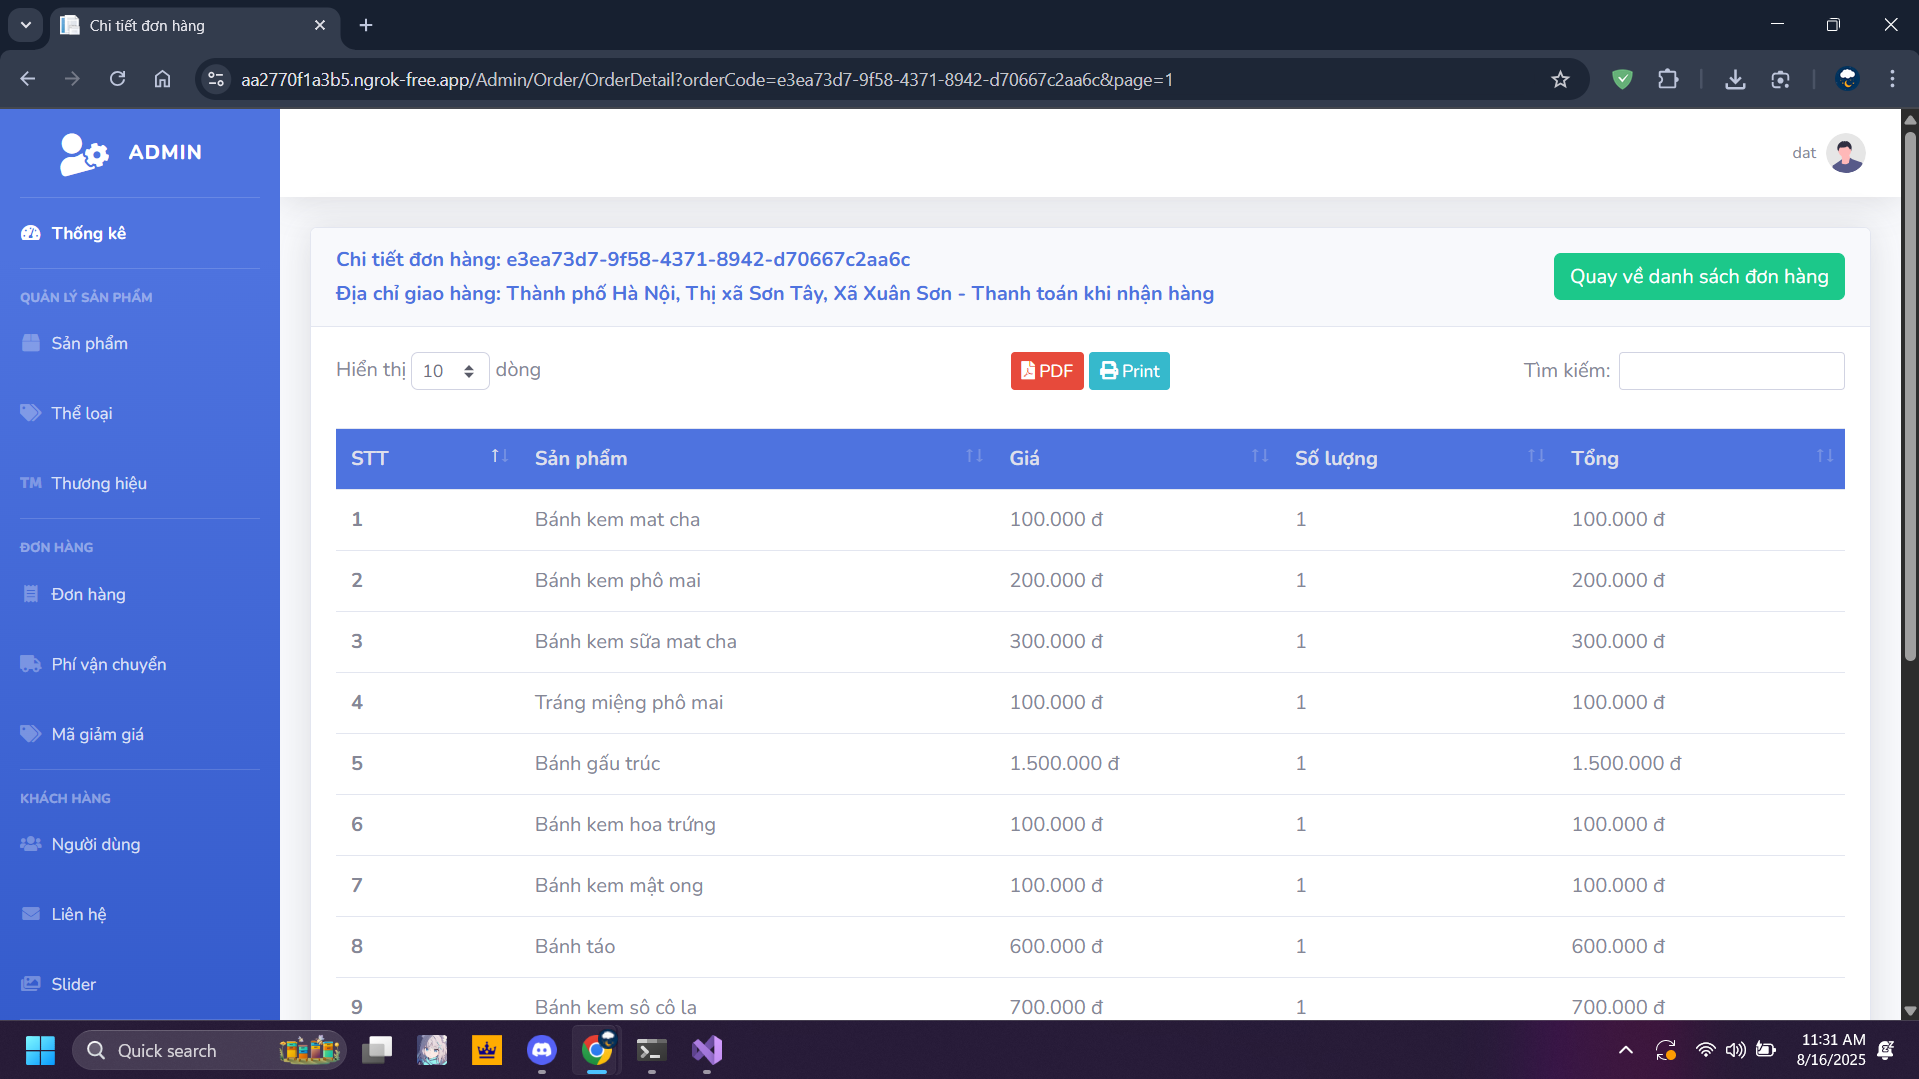 Chi tiết đơn hàng
aa2770f1a3b5.ngrok-free.app/Admin/Order/OrderDetail?orderCode=e3ea73d7-9f58-4371-8942-d70667c2aa6c&page=1
ADMIN
dat
Thống kê
QUẢN LÝ SẢN PHẨM
Sản phẩm
Thể loại
TM Thương hiệu
ĐƠN HÀNG
Đơn hàng
Phí vận chuyển
Mã giảm giá
KHÁCH HÀNG
Người dùng
Liên hệ
Slider
Chi tiết đơn hàng: e3ea73d7-9f58-4371-8942-d70667c2aa6c
Địa chỉ giao hàng: Thành phố Hà Nội, Thị xã Sơn Tây, Xã Xuân Sơn - Thanh toán khi nhận hàng
Quay về danh sách đơn hàng
Hiển thị 10 dòng
PDF Print
Tìm kiếm:
STT Sản phẩm Giá Số lượng Tổng
1 Bánh kem mat cha 100.000 đ 1 100.000 đ
2 Bánh kem phô mai 200.000 đ 1 200.000 đ
3 Bánh kem sữa mat cha 300.000 đ 1 300.000 đ
4 Tráng miệng phô mai 100.000 đ 1 100.000 đ
5 Bánh gấu trúc 1.500.000 đ 1 1.500.000 đ
6 Bánh kem hoa trứng 100.000 đ 1 100.000 đ
7 Bánh kem mật ong 100.000 đ 1 100.000 đ
8 Bánh táo 600.000 đ 1 600.000 đ
9 Bánh kem sô cô la 700.000 đ 1 700.000 đ
Quick search
11:31 AM
8/16/2025